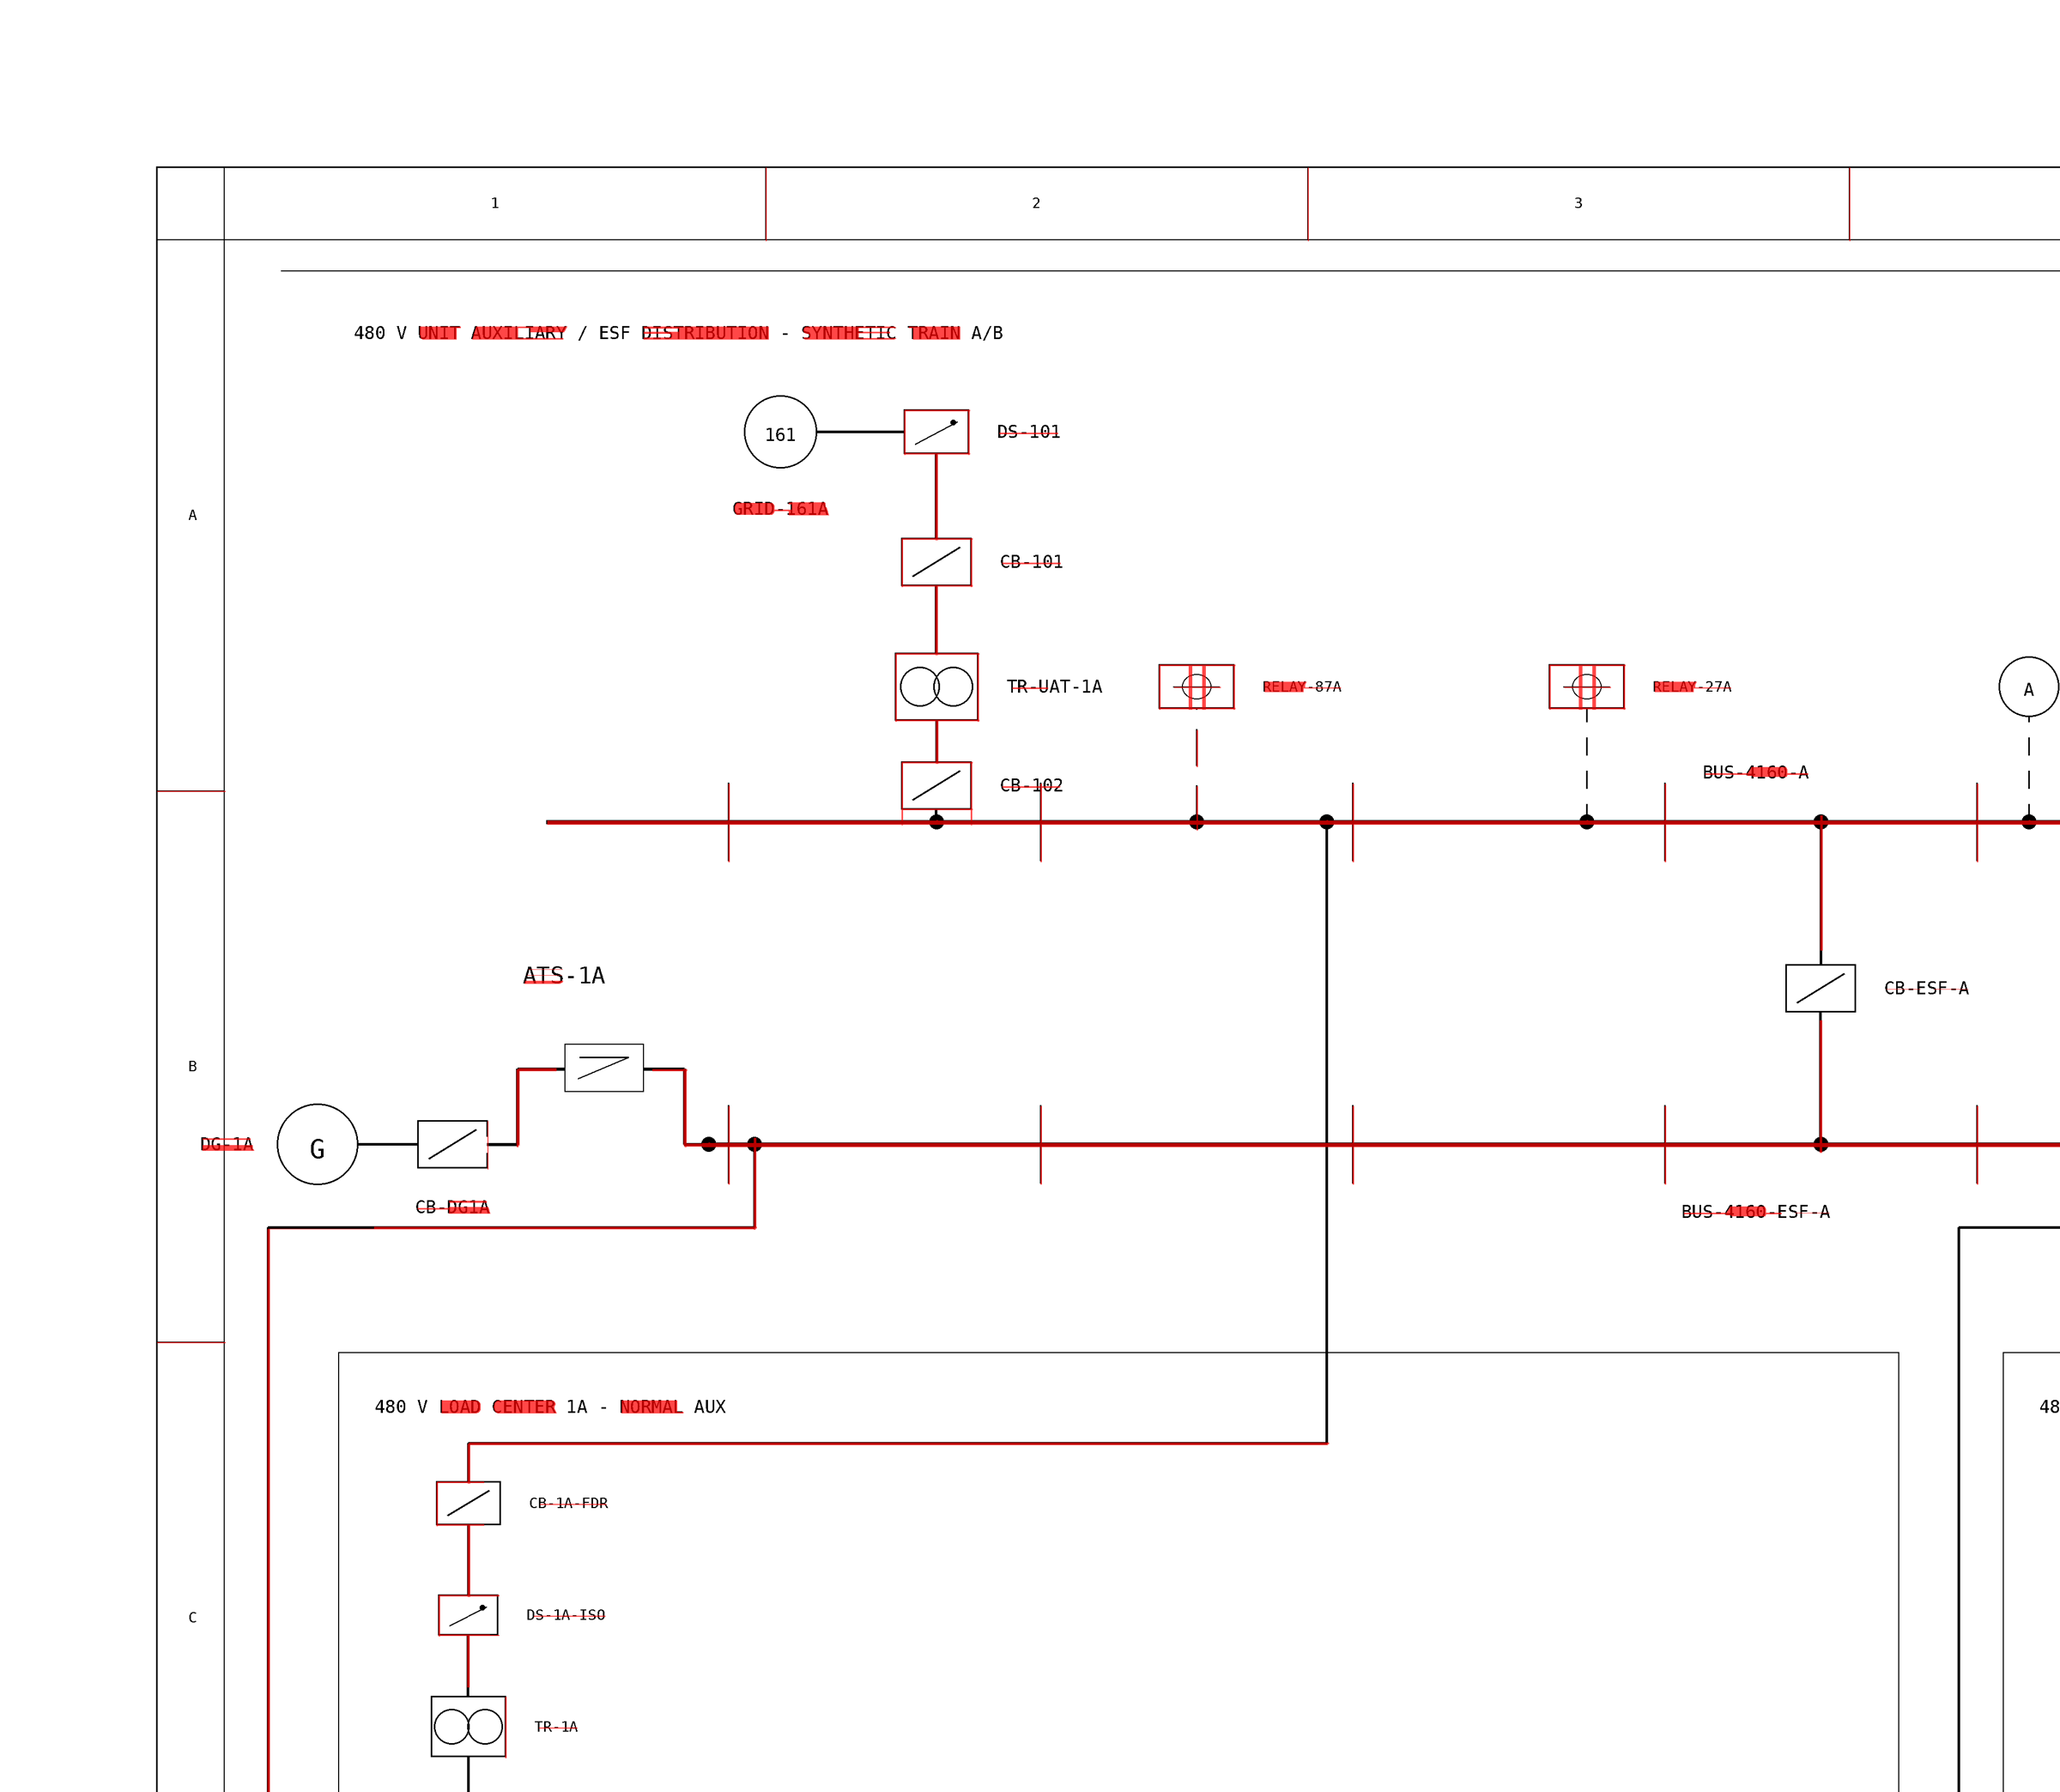 1 2 3
480 V UNIT AUXILIARY / ESF DISTRIBUTION - SYNTHETIC TRAIN A/B
161
DS-101
GRID-161A
A
CB-101
TR-UAT-1A
RELAY-87A
RELAY-27A
A
BUS-4160-A
CB-102
ATS-1A
CB-ESF-A
B
DG-1A
G
CB-DG1A
BUS-4160-ESF-A
480 V LOAD CENTER 1A - NORMAL AUX
48
CB-1A-FDR
DS-1A-ISO
C
TR-1A